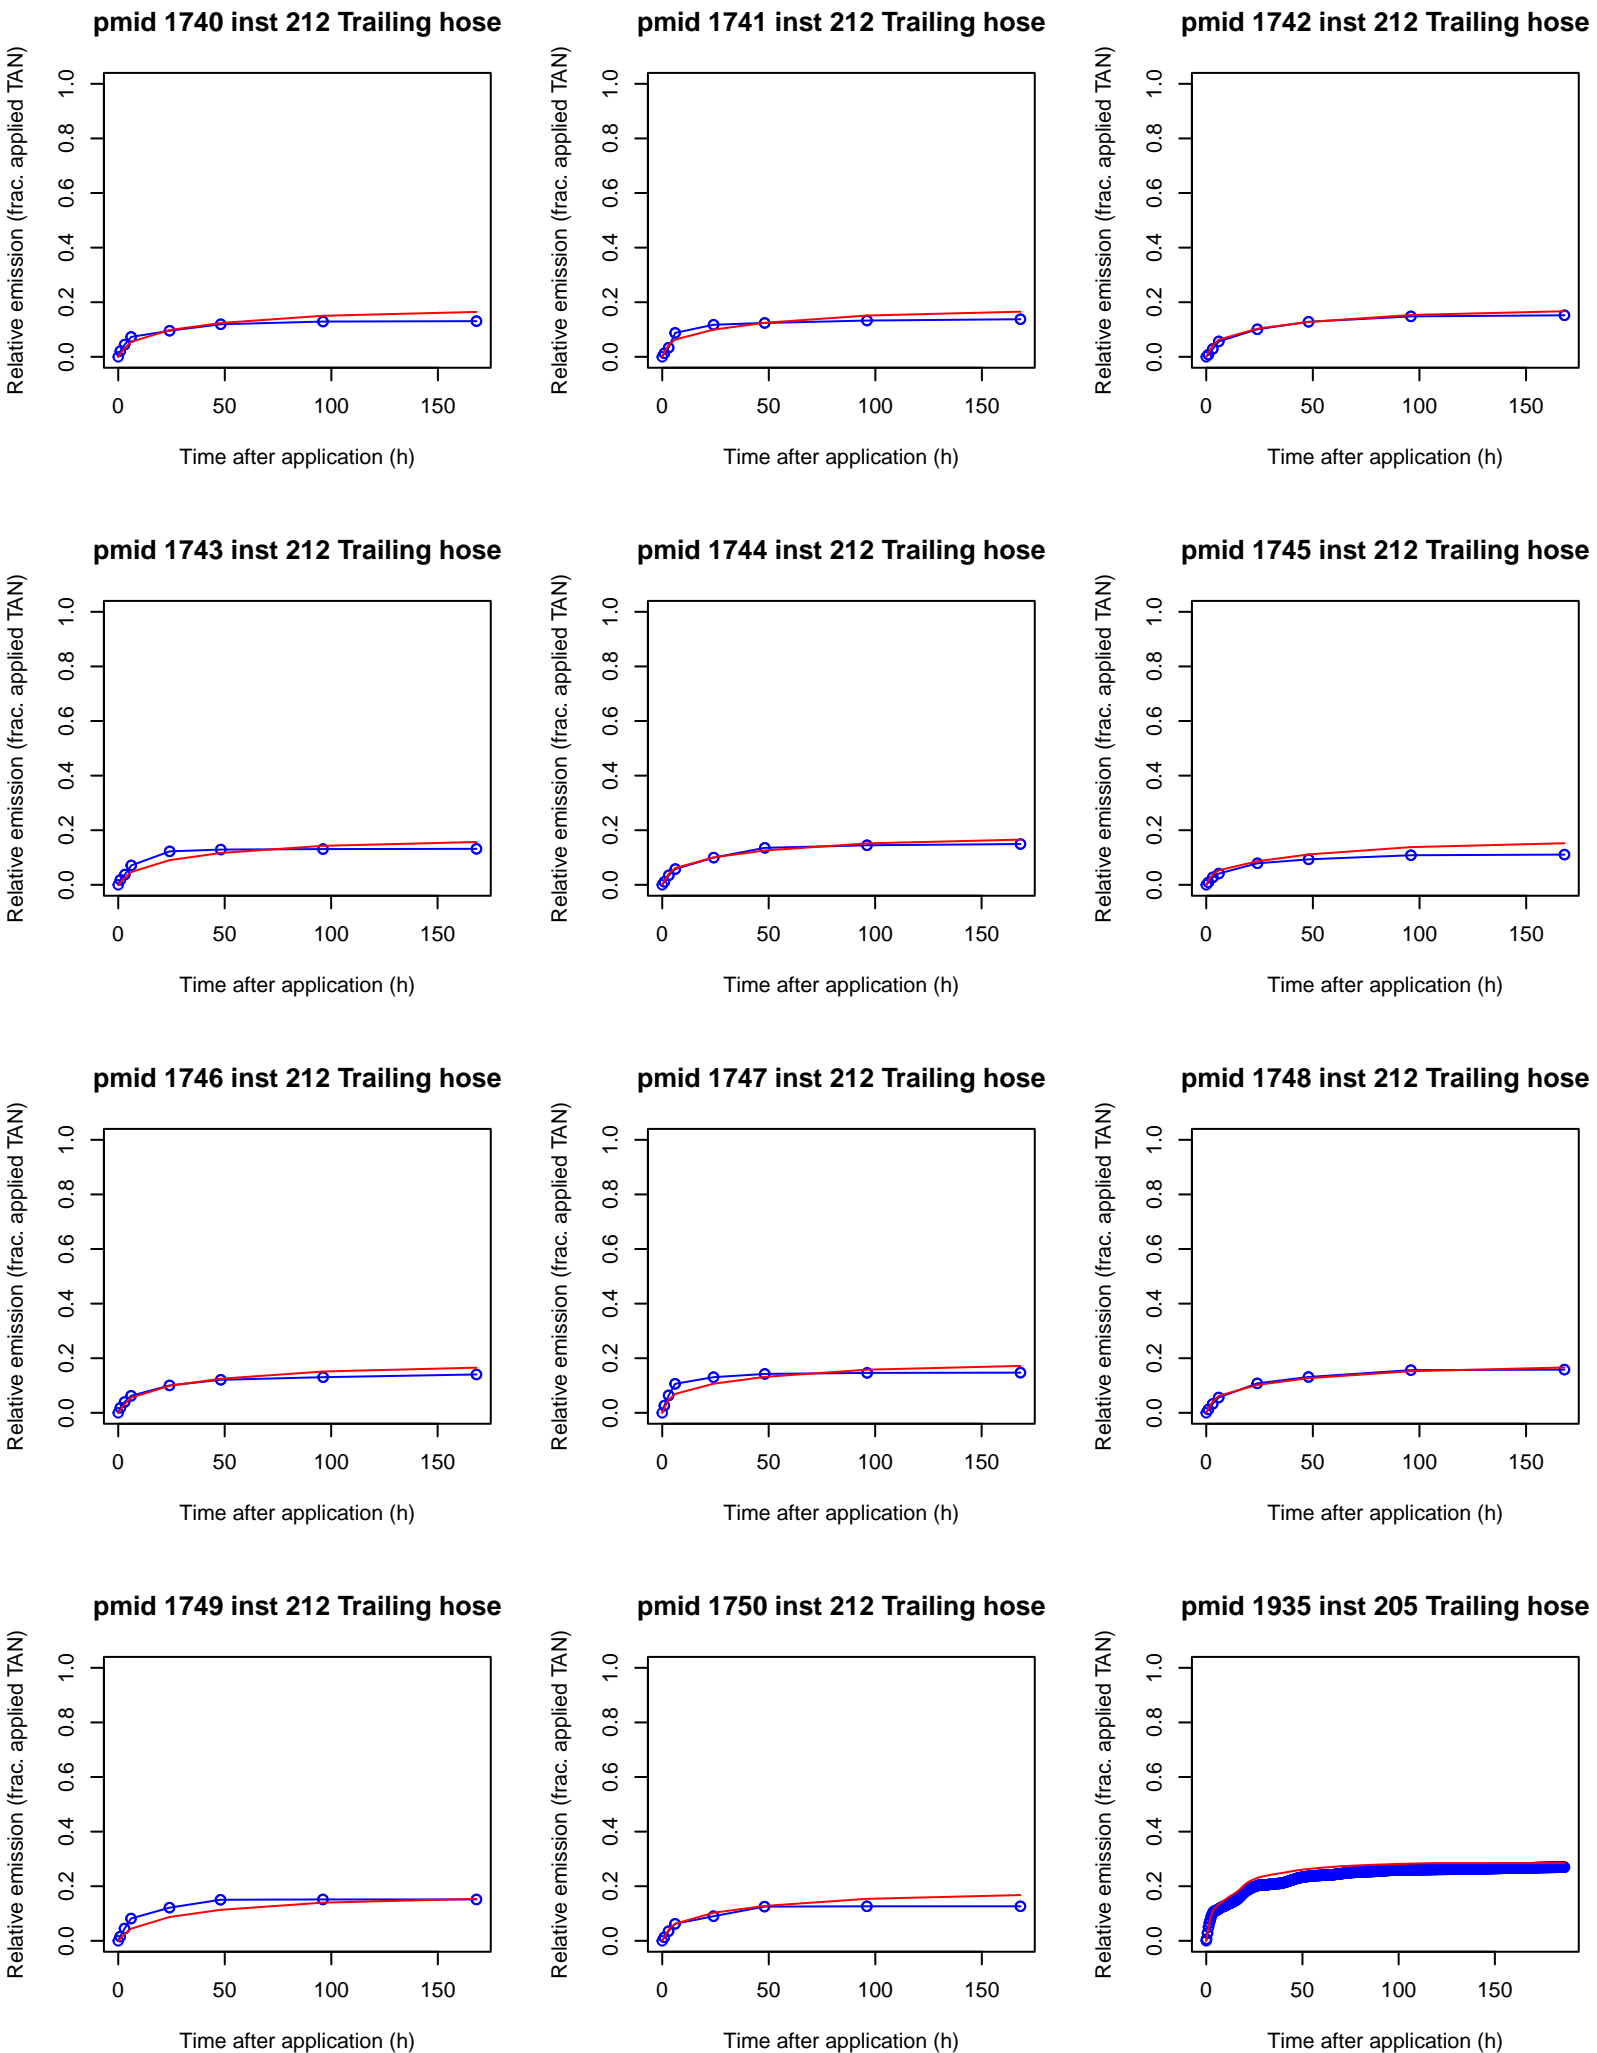 pmid 1740 inst 212 Trailing hose
Relative emission (frac. applied TAN)
1.0
0.8
0.6
0.4
0.2
0.0
0 50 100 150
Time after application (h)
pmid 1741 inst 212 Trailing hose
Relative emission (frac. applied TAN)
1.0
0.8
0.6
0.4
0.2
0.0
0 50 100 150
Time after application (h)
pmid 1742 inst 212 Trailing hose
Relative emission (frac. applied TAN)
1.0
0.8
0.6
0.4
0.2
0.0
0 50 100 150
Time after application (h)
pmid 1743 inst 212 Trailing hose
Relative emission (frac. applied TAN)
1.0
0.8
0.6
0.4
0.2
0.0
0 50 100 150
Time after application (h)
pmid 1744 inst 212 Trailing hose
Relative emission (frac. applied TAN)
1.0
0.8
0.6
0.4
0.2
0.0
0 50 100 150
Time after application (h)
pmid 1745 inst 212 Trailing hose
Relative emission (frac. applied TAN)
1.0
0.8
0.6
0.4
0.2
0.0
0 50 100 150
Time after application (h)
pmid 1746 inst 212 Trailing hose
Relative emission (frac. applied TAN)
1.0
0.8
0.6
0.4
0.2
0.0
0 50 100 150
Time after application (h)
pmid 1747 inst 212 Trailing hose
Relative emission (frac. applied TAN)
1.0
0.8
0.6
0.4
0.2
0.0
0 50 100 150
Time after application (h)
pmid 1748 inst 212 Trailing hose
Relative emission (frac. applied TAN)
1.0
0.8
0.6
0.4
0.2
0.0
0 50 100 150
Time after application (h)
pmid 1749 inst 212 Trailing hose
Relative emission (frac. applied TAN)
1.0
0.8
0.6
0.4
0.2
0.0
0 50 100 150
Time after application (h)
pmid 1750 inst 212 Trailing hose
Relative emission (frac. applied TAN)
1.0
0.8
0.6
0.4
0.2
0.0
0 50 100 150
Time after application (h)
pmid 1935 inst 205 Trailing hose
Relative emission (frac. applied TAN)
1.0
0.8
0.6
0.4
0.2
0.0
0 50 100 150
Time after application (h)